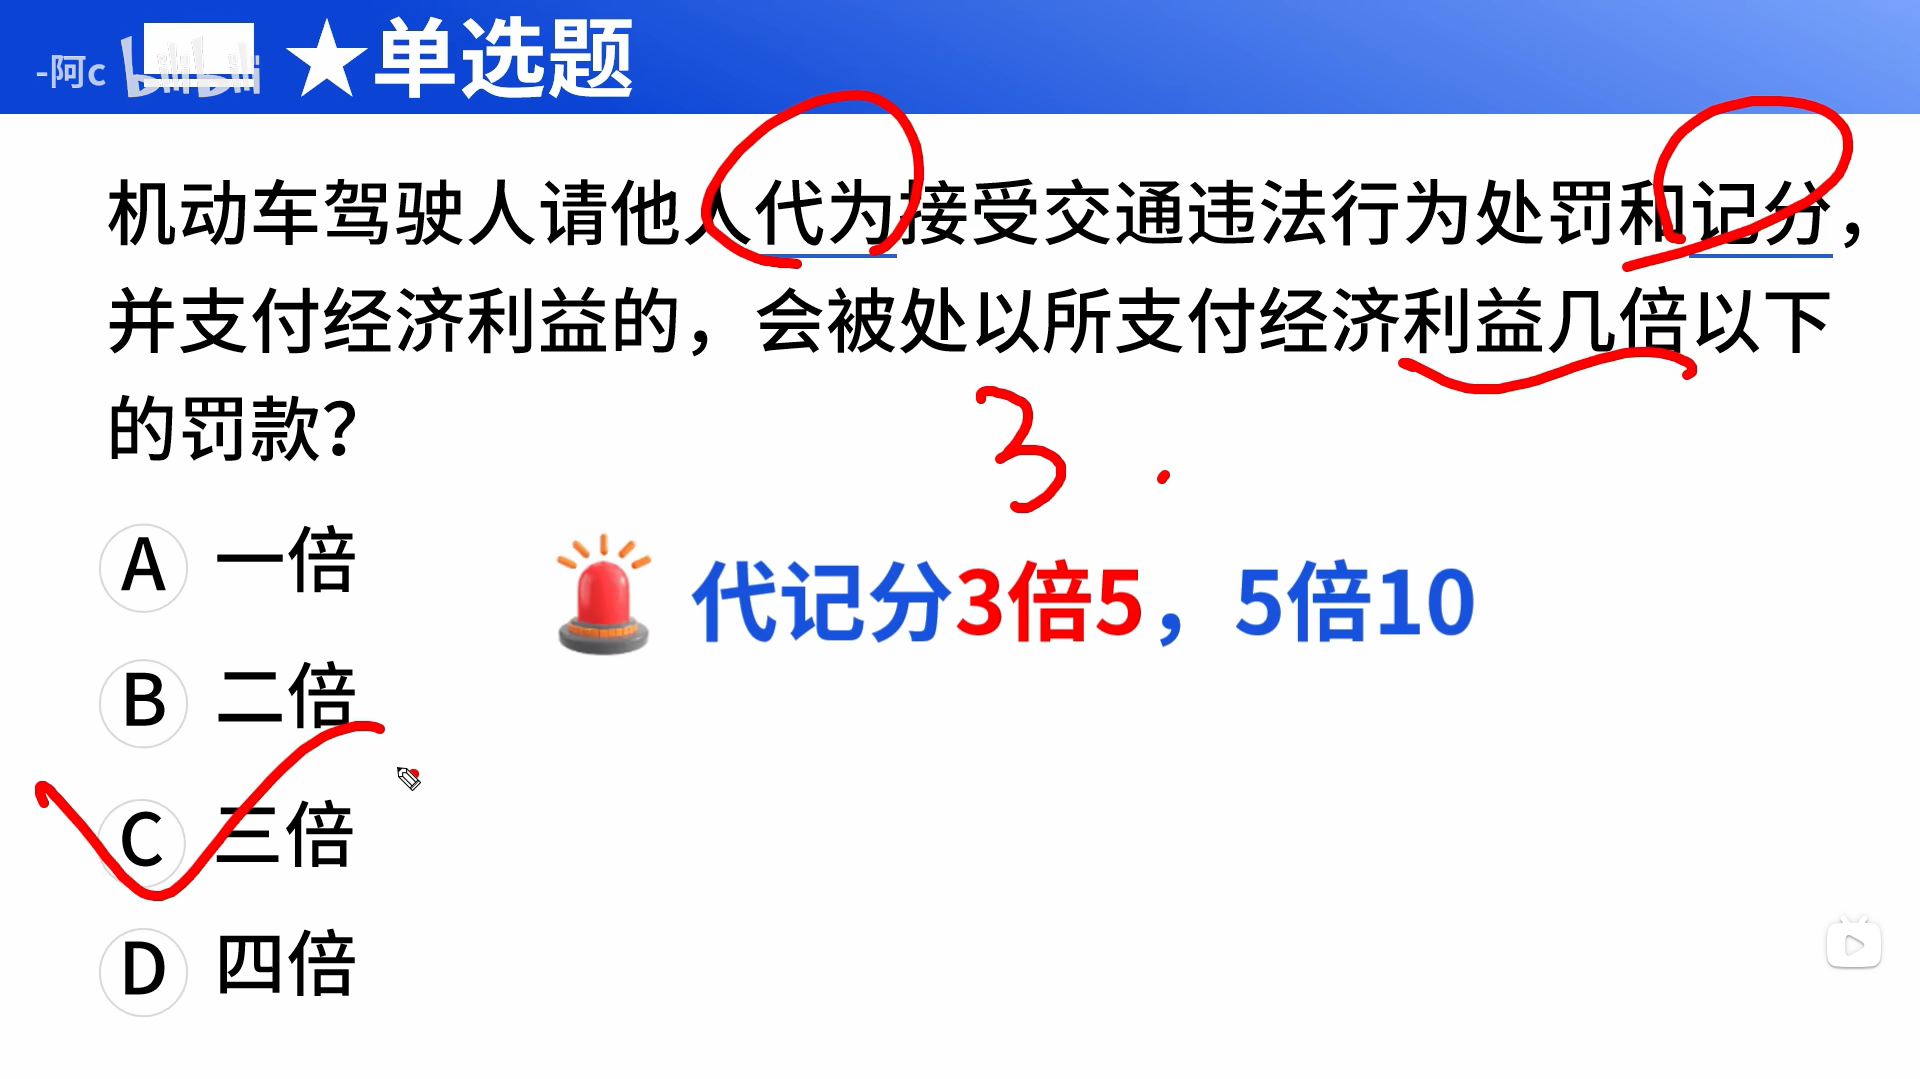 -阿c bilibili ★单选题
机动车驾驶人请他人代为接受交通违法行为处罚和记分，
并支付经济利益的，会被处以所支付经济利益几倍以下
的罚款？
3 .
A 一倍
代记分3倍5，5倍10
B 二倍
C 三倍
D 四倍